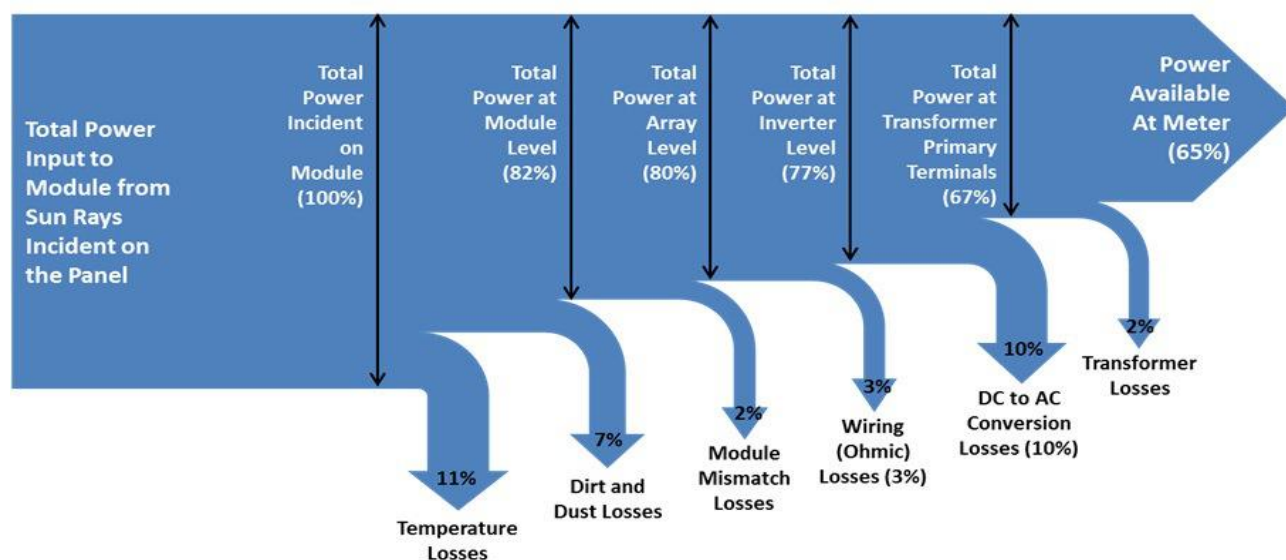 Total Power
Input to
Module from
Sun Rays
Incident on
the Panel
Total
Power
Incident
on
Module
(100%)
Total
Power at
Module
Level
(82%)
Total
Power at
Array
Level
(80%)
Total
Power at
Inverter
Level
(77%)
Total
Power at
Transformer
Primary
Terminals
(67%)
Power
Available
At Meter
(65%)
11%
Temperature
Losses
7%
Dirt and
Dust Losses
2%
Module
Mismatch
Losses
3%
Wiring
(Ohmic)
Losses (3%)
10%
DC to AC
Conversion
Losses (10%)
2%
Transformer
Losses